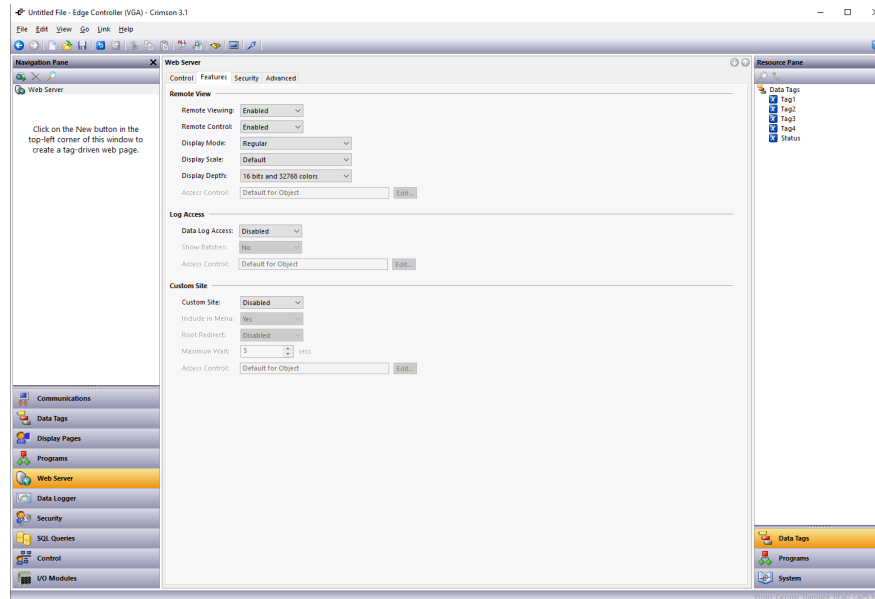 Untitled File - Edge Controller (VGA) - Crimson 3.1
File Edit View Go Link Help
Navigation Pane
Web Server
Click on the New button in the
top-left corner of this window to
create a tag-driven web page.
Communications
Data Tags
Display Pages
Programs
Web Server
Data Logger
Security
SQL Queries
Control
I/O Modules
Web Server
Control Features Security Advanced
Remote View
Remote Viewing: Enabled
Remote Control: Enabled
Display Mode: Regular
Display Scale: Default
Display Depth: 16 bits and 32768 colors
Access Control: Default for Object Edit...
Log Access
Data Log Access: Disabled
Show Batches: No
Access Control: Default for Object Edit...
Custom Site
Custom Site: Disabled
Include in Menu: Yes
Root Redirect: Disabled
Maximum Wait: 5 secs
Access Control: Default for Object Edit...
Resource Pane
Data Tags
Tag1
Tag2
Tag3
Tag4
Status
Data Tags
Programs
System